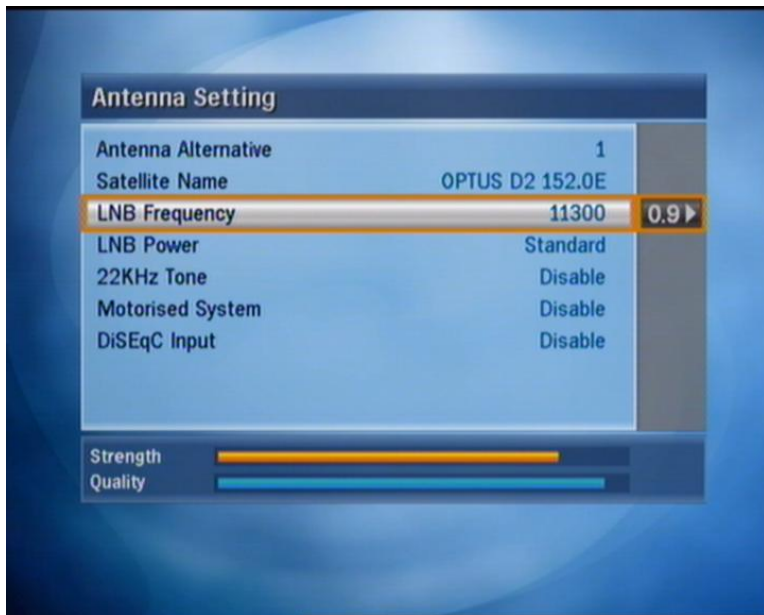 Antenna Setting
Antenna Alternative 1
Satellite Name OPTUS D2 152.0E
LNB Frequency 11300 0.9
LNB Power Standard
22KHz Tone Disable
Motorised System Disable
DiSEqC Input Disable
Strength
Quality